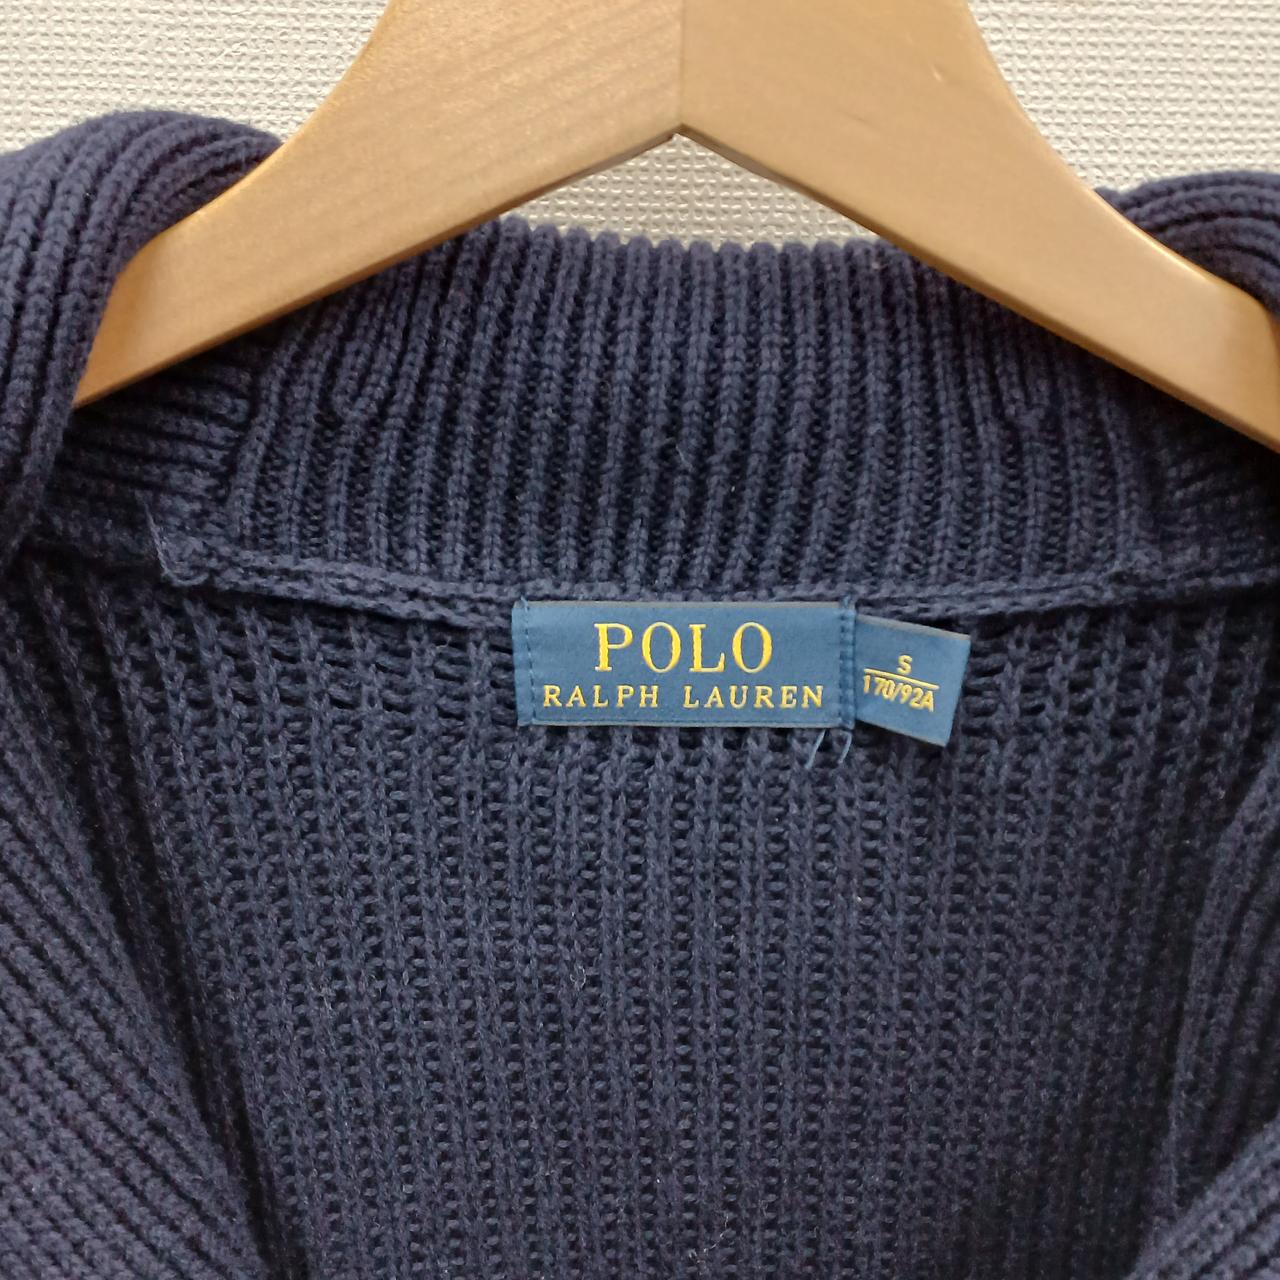 POLO
RALPH LAUREN
S
170/92A